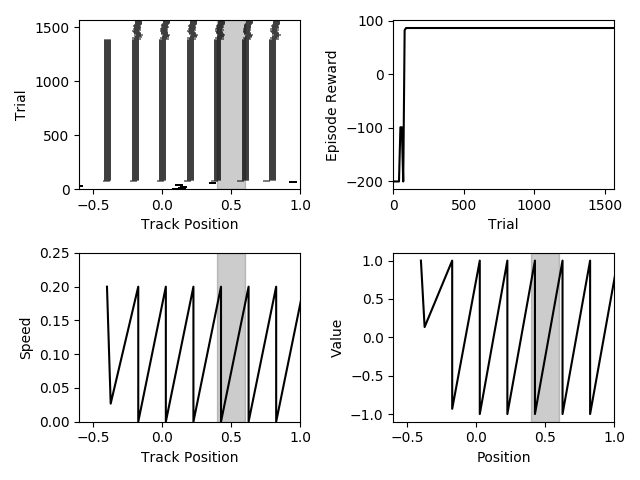 1500
1000
500
0
Trial
−0.5 0.0 0.5 1.0
Track Position
100
0
−100
−200
Episode Reward
0 500 1000 1500
Trial
0.25
0.20
0.15
0.10
0.05
0.00
Speed
−0.5 0.0 0.5 1.0
Track Position
1.0
0.5
0.0
−0.5
−1.0
Value
−0.5 0.0 0.5 1.0
Position